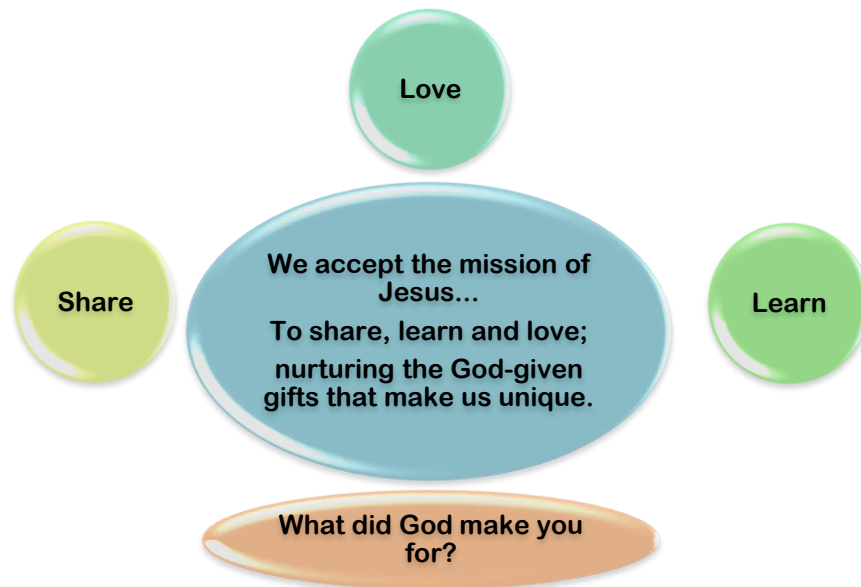 Love
Share
We accept the mission of
Jesus...
To share, learn and love;
nurturing the God-given
gifts that make us unique.
Learn
What did God make you
for?